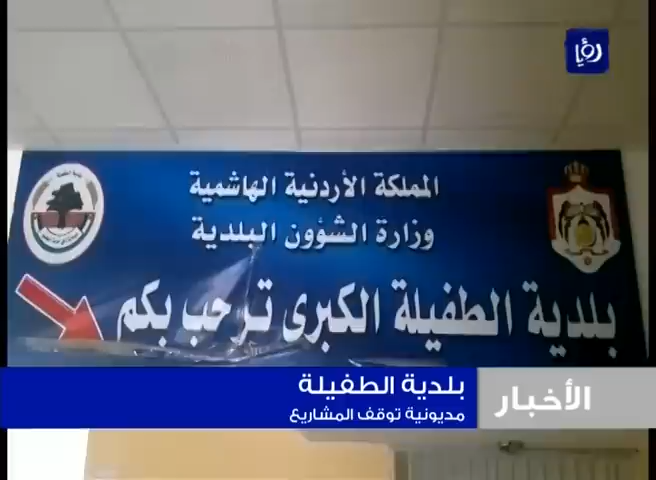 رؤيا
المملكة الأردنية الهاشمية
وزارة الشؤون البلدية
بلدية الطفيلة الكبرى ترحب بكم
الأخبار
بلدية الطفيلة
مديونية توقف المشاريع